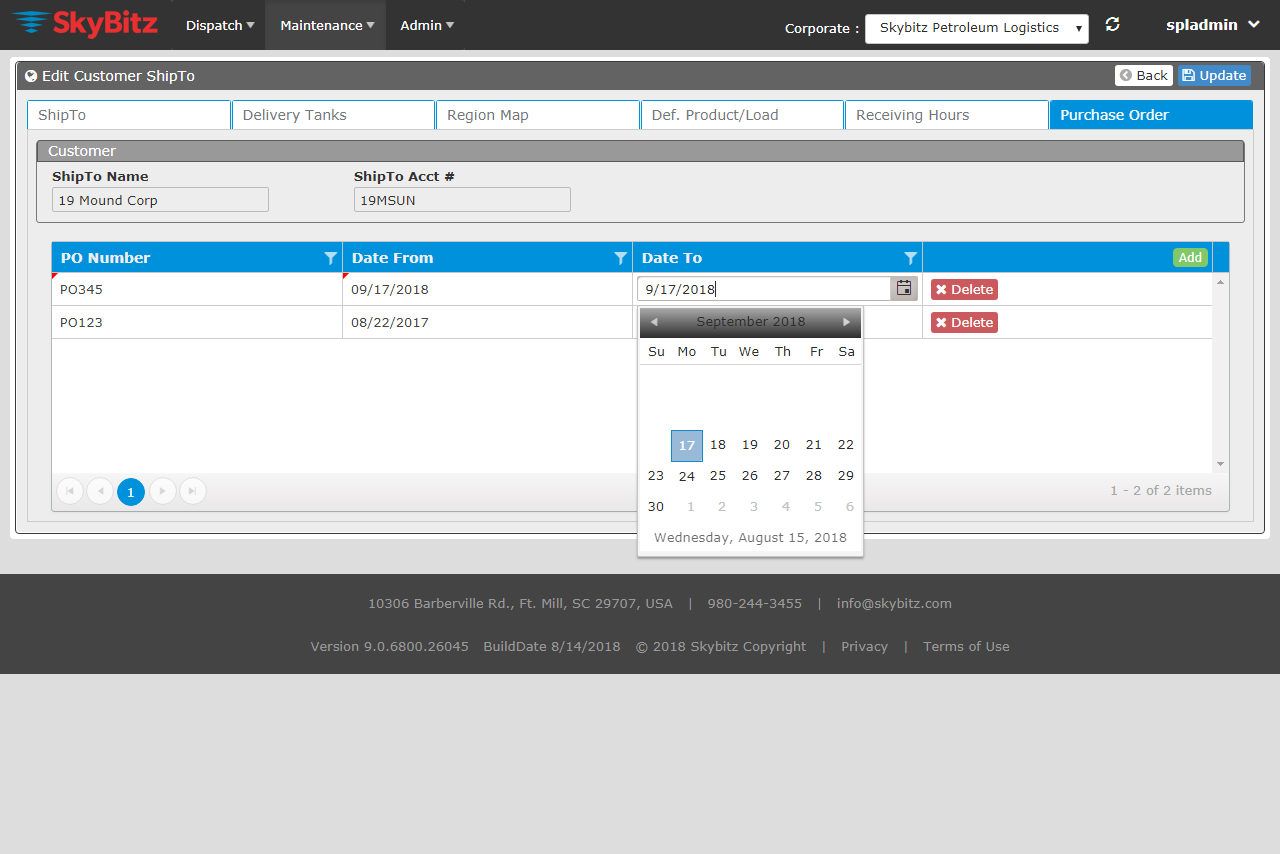 SkyBitz Dispatch Maintenance Admin Corporate : Skybitz Petroleum Logistics spladmin
Edit Customer ShipTo Back Update
ShipTo Delivery Tanks Region Map Def. Product/Load Receiving Hours Purchase Order
Customer
ShipTo Name ShipTo Acct #
19 Mound Corp 19MSUN
PO Number Date From Date To Add
PO345 09/17/2018 9/17/2018 Delete
PO123 08/22/2017 Delete
September 2018
Su Mo Tu We Th Fr Sa
17 18 19 20 21 22
23 24 25 26 27 28 29
30 1 2 3 4 5 6
Wednesday, August 15, 2018
1 1 - 2 of 2 items
10306 Barberville Rd., Ft. Mill, SC 29707, USA | 980-244-3455 | info@skybitz.com
Version 9.0.6800.26045 BuildDate 8/14/2018 © 2018 Skybitz Copyright | Privacy | Terms of Use